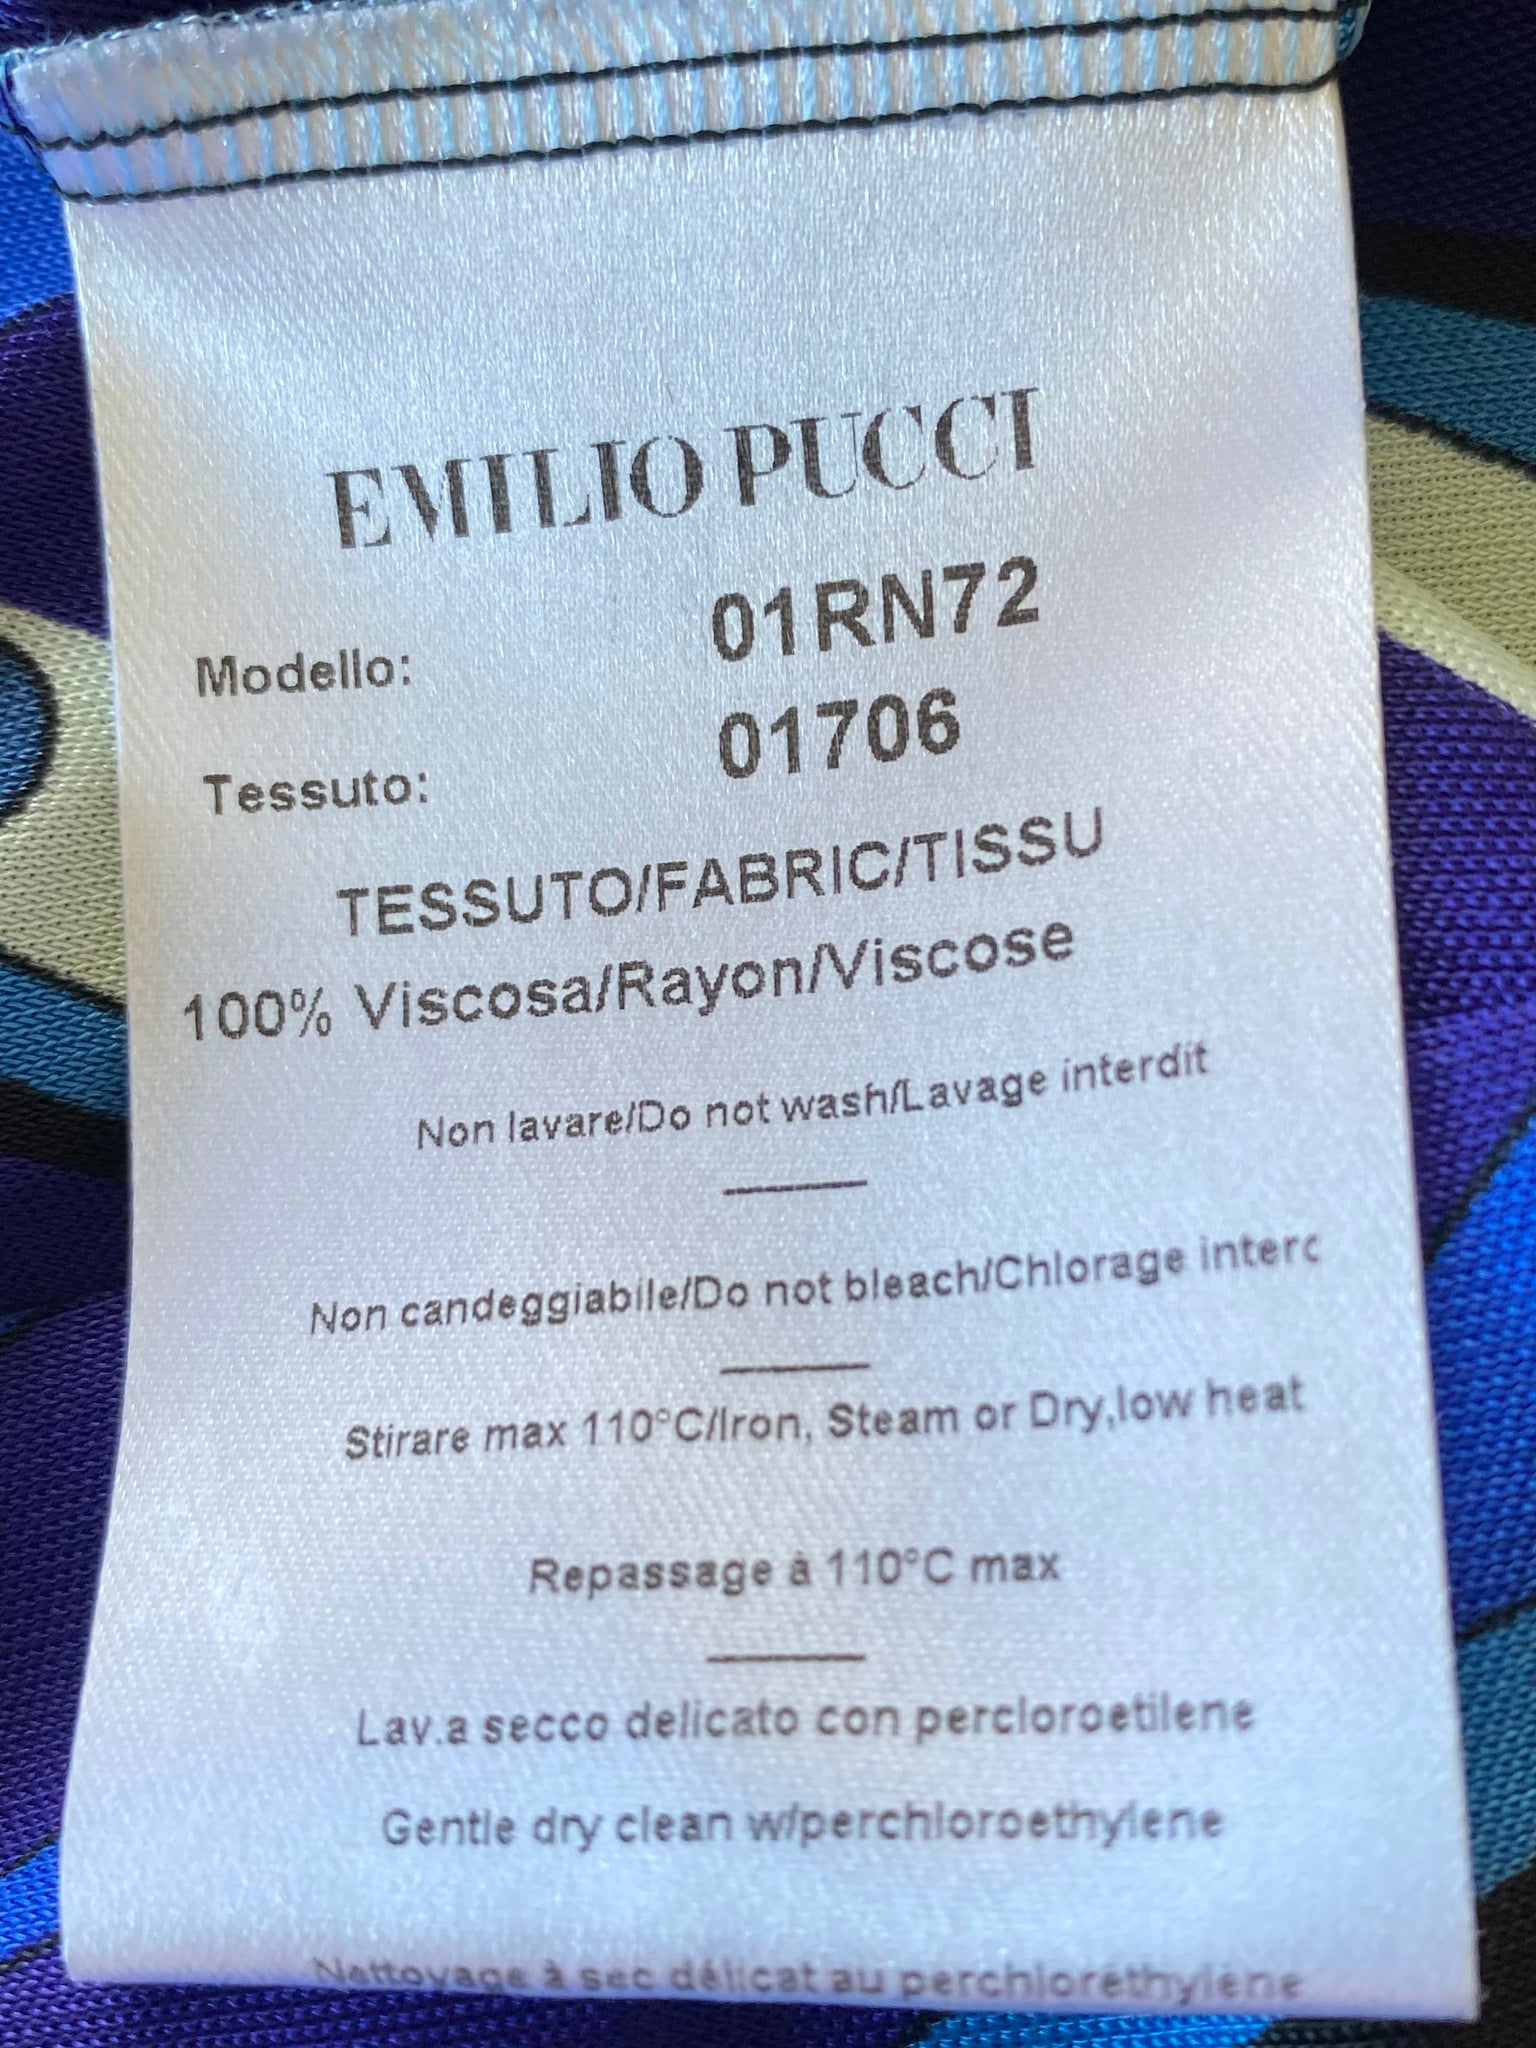 EMILIO PUCCI
Modello: 01RN72
Tessuto: 01706
TESSUTO/FABRIC/TISSU
100% Viscosa/Rayon/Viscose
Non lavare/Do not wash/Lavage interdit
Non candeggiabile/Do not bleach/Chlorage interc
Stirare max 110°C/Iron, Steam or Dry,low heat
Repassage à 110°C max
Lav.a secco delicato con percloroetilene
Gentle dry clean w/perchloroethylene
Nettoyage à sec délicat au perchloréthylène